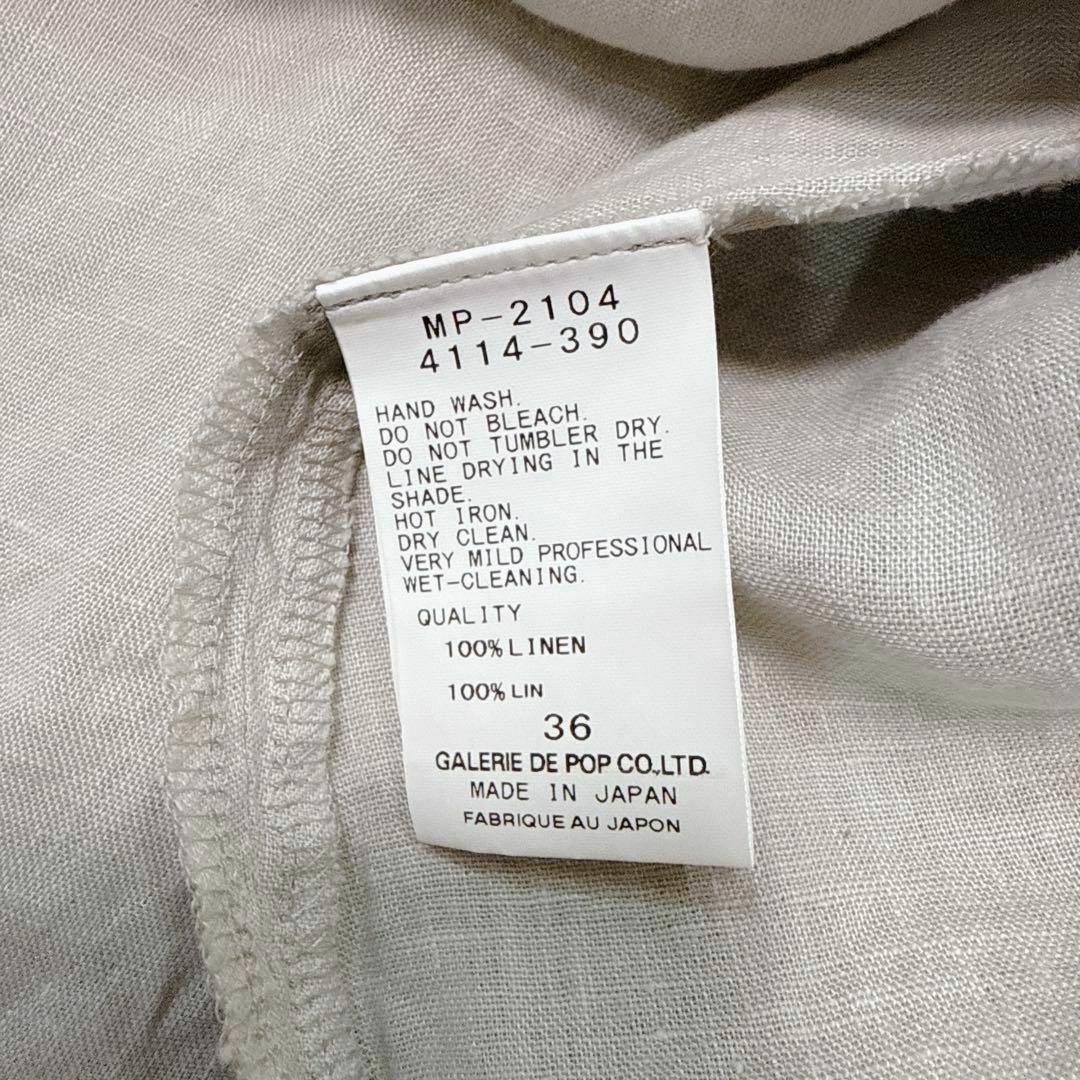 MP-2104
4114-390
HAND WASH.
DO NOT BLEACH.
DO NOT TUMBLER DRY.
LINE DRYING IN THE
SHADE.
HOT IRON.
DRY CLEAN.
VERY MILD PROFESSIONAL
WET-CLEANING.
QUALITY
100% LINEN
100% LIN
36
GALERIE DE POP CO.,LTD.
MADE IN JAPAN
FABRIQUE AU JAPON